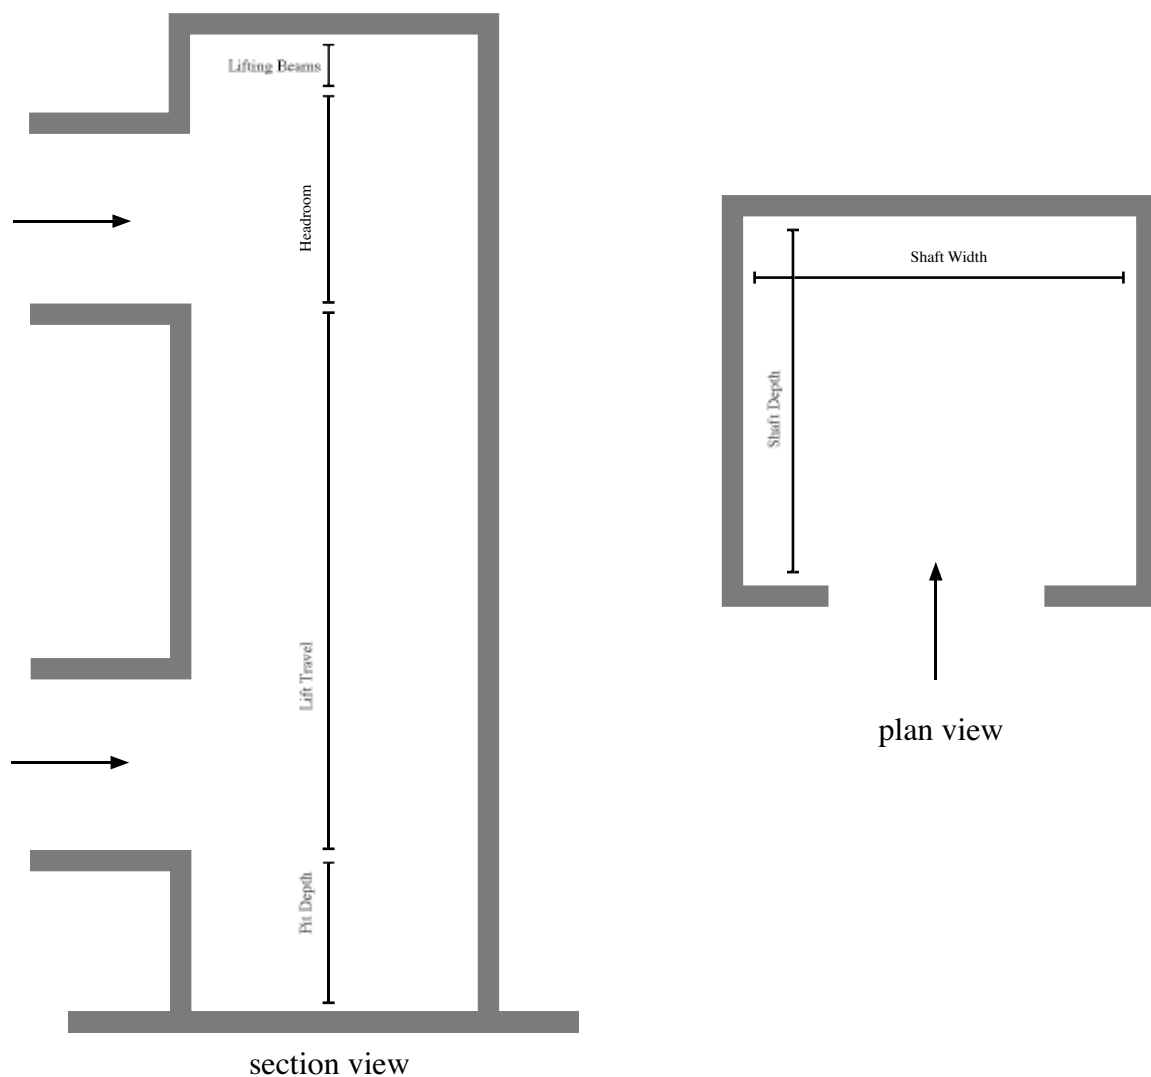 Lifting Beams
Headroom
Lift Travel
Pit Depth
section view
Shaft Width
Shaft Depth
plan view